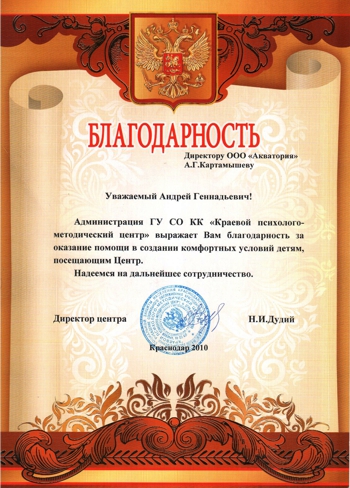 БЛАГОДАРНОСТЬ
Директору ООО «Акватория»
А.Г.Картамышеву
Уважаемый Андрей Геннадьевич!
Администрация ГУ СО КК «Краевой психолого-
методический центр» выражает Вам благодарность за
оказание помощи в создании комфортных условий детям,
посещающим Центр.
Надеемся на дальнейшее сотрудничество.
Директор центра Н.И.Дудий
Краснодар 2010